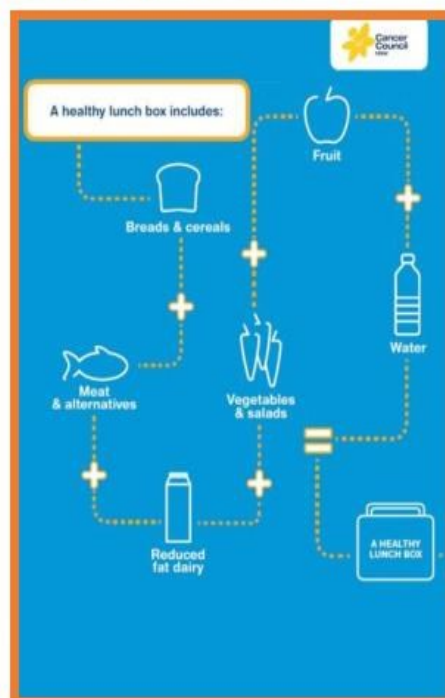 Cancer
Council
A healthy lunch box includes:
Breads & cereals
Meat
& alternatives
Reduced
fat dairy
Vegetables
& salads
Fruit
Water
A HEALTHY
LUNCH BOX